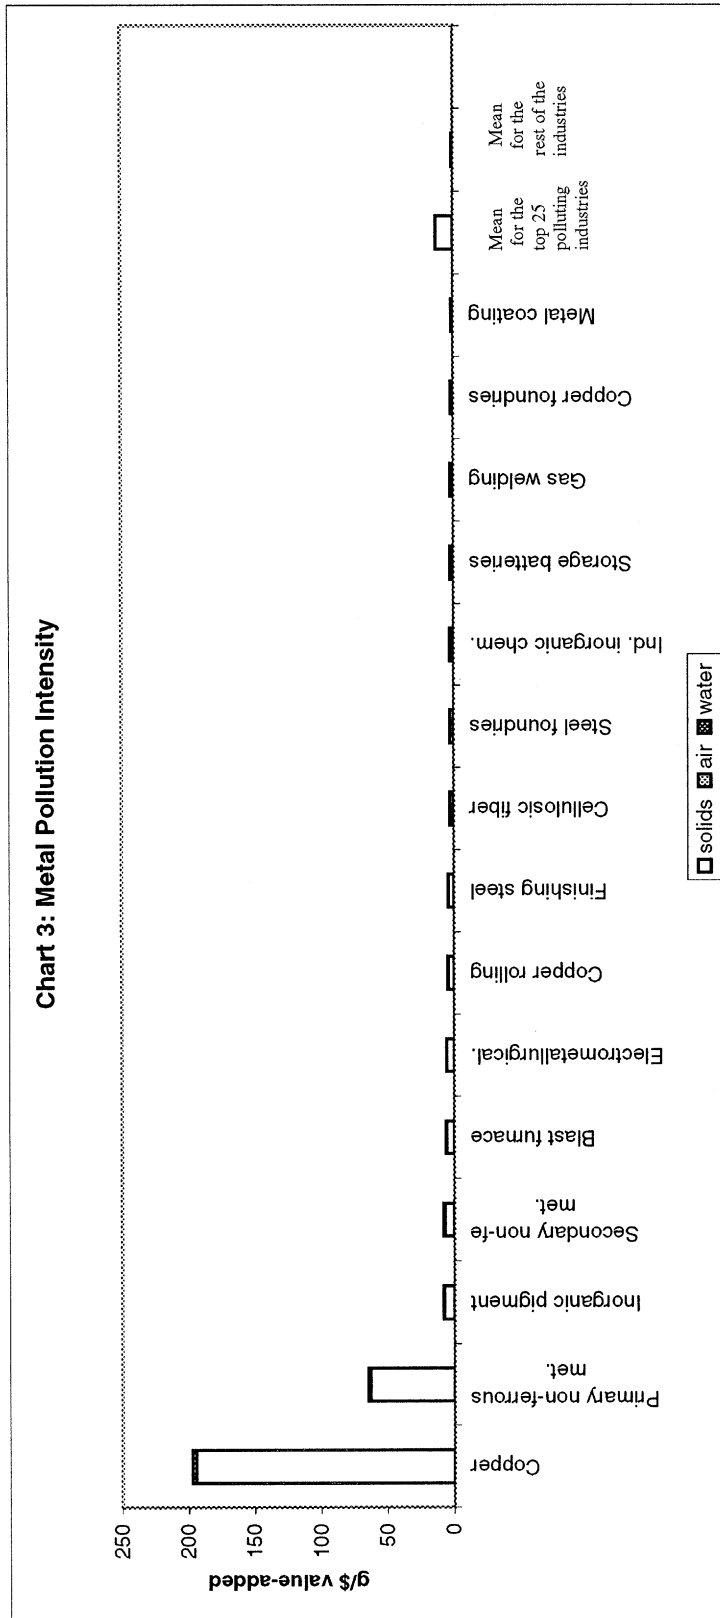 Chart 3: Metal Pollution Intensity
g/$ value-added
250
200
150
100
50
0
Copper
Primary non-ferrous
met.
Inorganic pigment
Secondary non-fe
met.
Blast furnace
Electrometallurgical.
Copper rolling
Finishing steel
Cellulosic fiber
Steel foundries
Ind. inorganic chem.
Storage batteries
Gas welding
Copper foundries
Metal coating
Mean
for the
top 25
polluting
industries
Mean
for the
rest of the
industries
solids air water